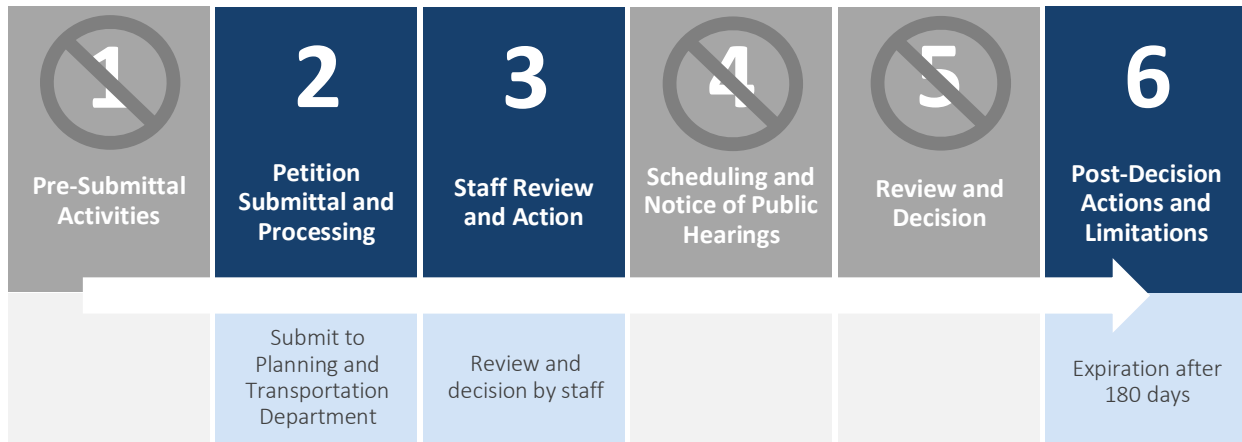 1
Pre-Submittal
Activities
2
Petition
Submittal and
Processing
Submit to
Planning and
Transportation
Department
3
Staff Review
and Action
Review and
decision by staff
4
Scheduling and
Notice of Public
Hearings
5
Review and
Decision
6
Post-Decision
Actions and
Limitations
Expiration after
180 days